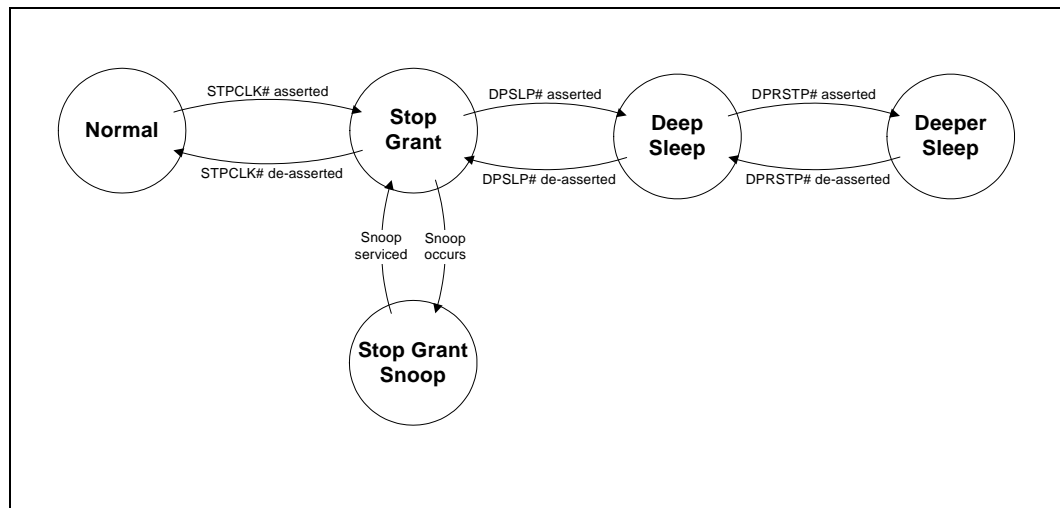 STPCLK# asserted
DPSLP# asserted
DPRSTP# asserted
Normal
Stop
Grant
Deep
Sleep
Deeper
Sleep
STPCLK# de-asserted
DPSLP# de-asserted
DPRSTP# de-asserted
Snoop
serviced
Snoop
occurs
Stop Grant
Snoop